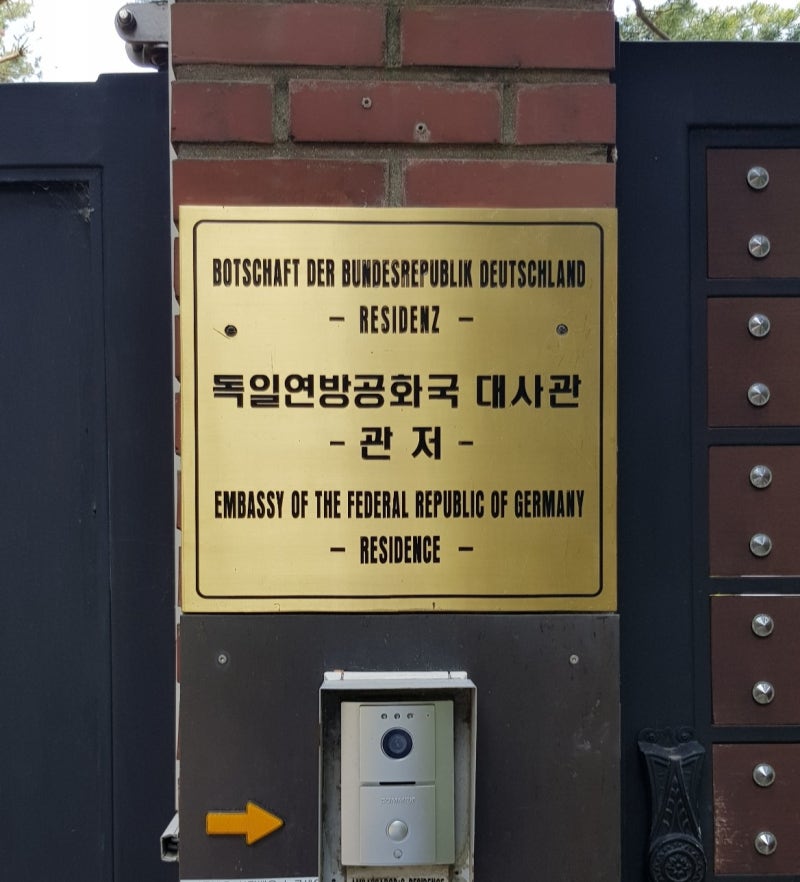 BOTSCHAFT DER BUNDESREPUBLIK DEUTSCHLAND
– RESIDENZ –
독일연방공화국 대사관
- 관 저 -
EMBASSY OF THE FEDERAL REPUBLIC OF GERMANY
– RESIDENCE –
COMMAX